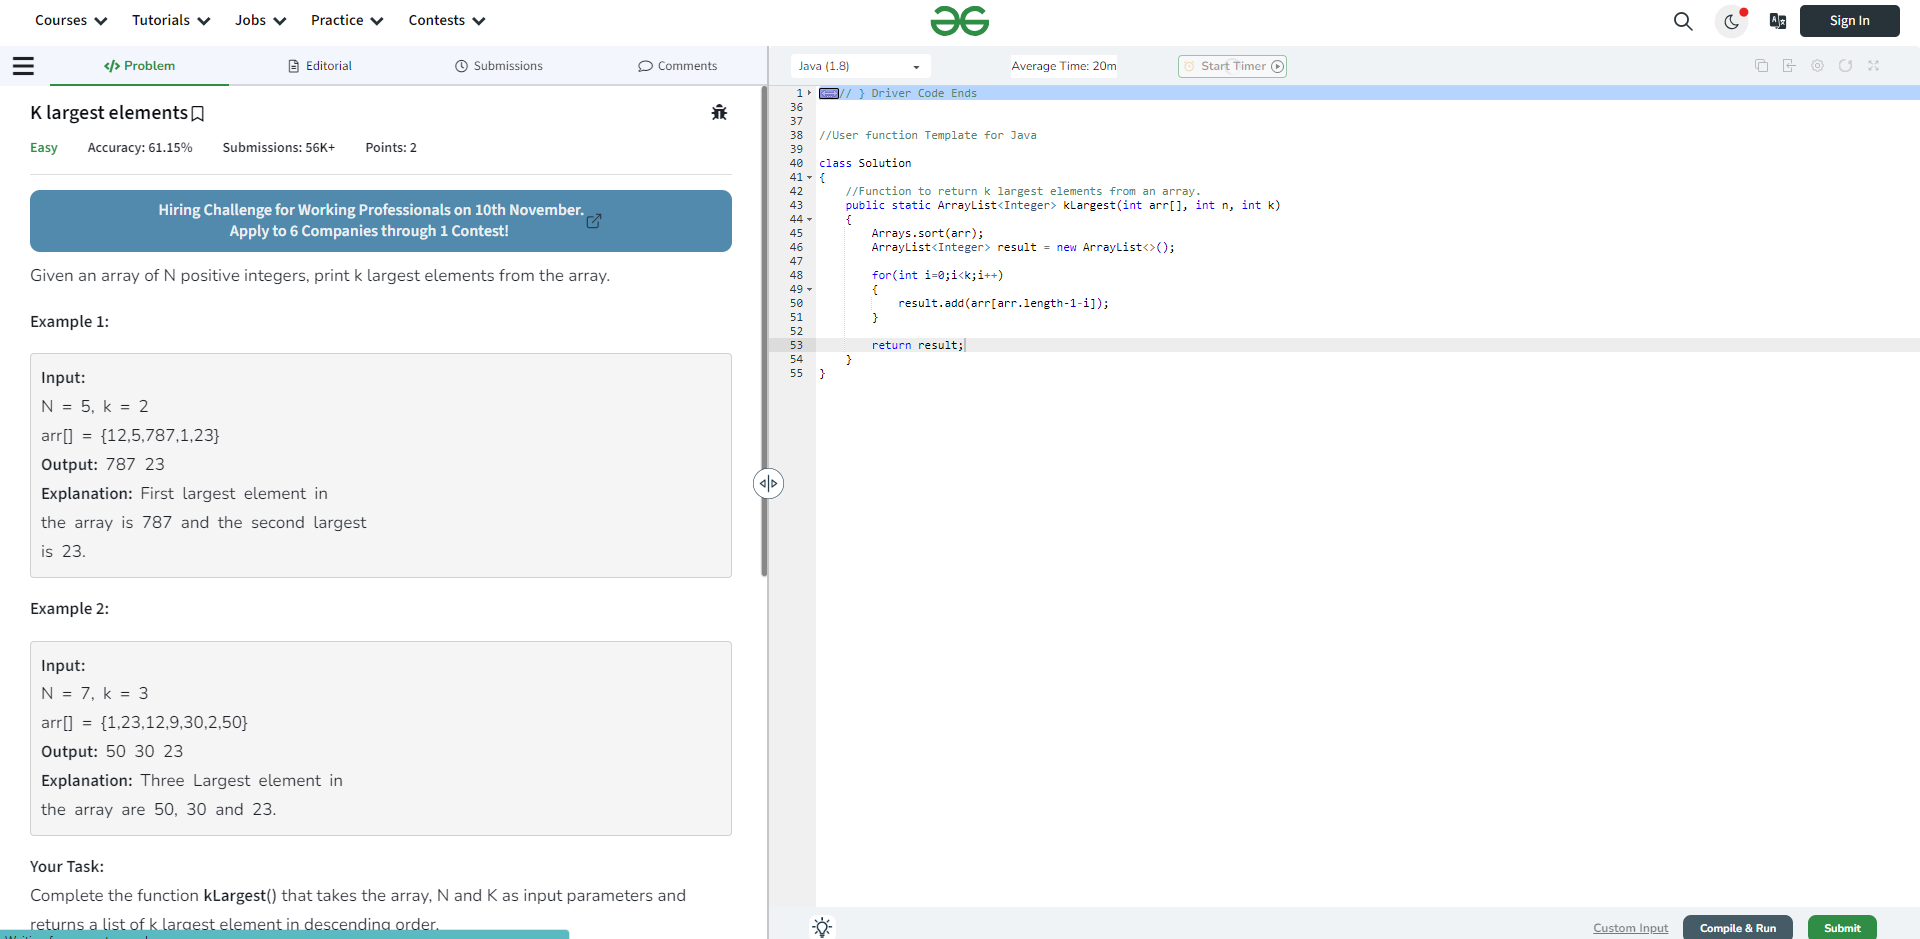 Courses Tutorials Jobs Practice Contests
Sign In
Problem Editorial Submissions Comments
K largest elements
Easy Accuracy: 61.15% Submissions: 56K+ Points: 2
Hiring Challenge for Working Professionals on 10th November.
Apply to 6 Companies through 1 Contest!
Given an array of N positive integers, print k largest elements from the array.
Example 1:
Input:
N = 5, k = 2
arr[] = {12,5,787,1,23}
Output: 787 23
Explanation: First largest element in
the array is 787 and the second largest
is 23.
Example 2:
Input:
N = 7, k = 3
arr[] = {1,23,12,9,30,2,50}
Output: 50 30 23
Explanation: Three Largest element in
the array are 50, 30 and 23.
Your Task:
Complete the function kLargest() that takes the array, N and K as input parameters and
returns a list of k largest element in descending order.
Java (1.8) Average Time: 20m Start Timer
1 // } Driver Code Ends
36
37
38 //User function Template for Java
39
40 class Solution
41 {
42 //Function to return k largest elements from an array.
43 public static ArrayList<Integer> kLargest(int arr[], int n, int k)
44 {
45 Arrays.sort(arr);
46 ArrayList<Integer> result = new ArrayList<>();
47
48 for(int i=0;i<k;i++)
49 {
50 result.add(arr[arr.length-1-i]);
51 }
52
53 return result;
54 }
55 }
Custom Input Compile & Run Submit